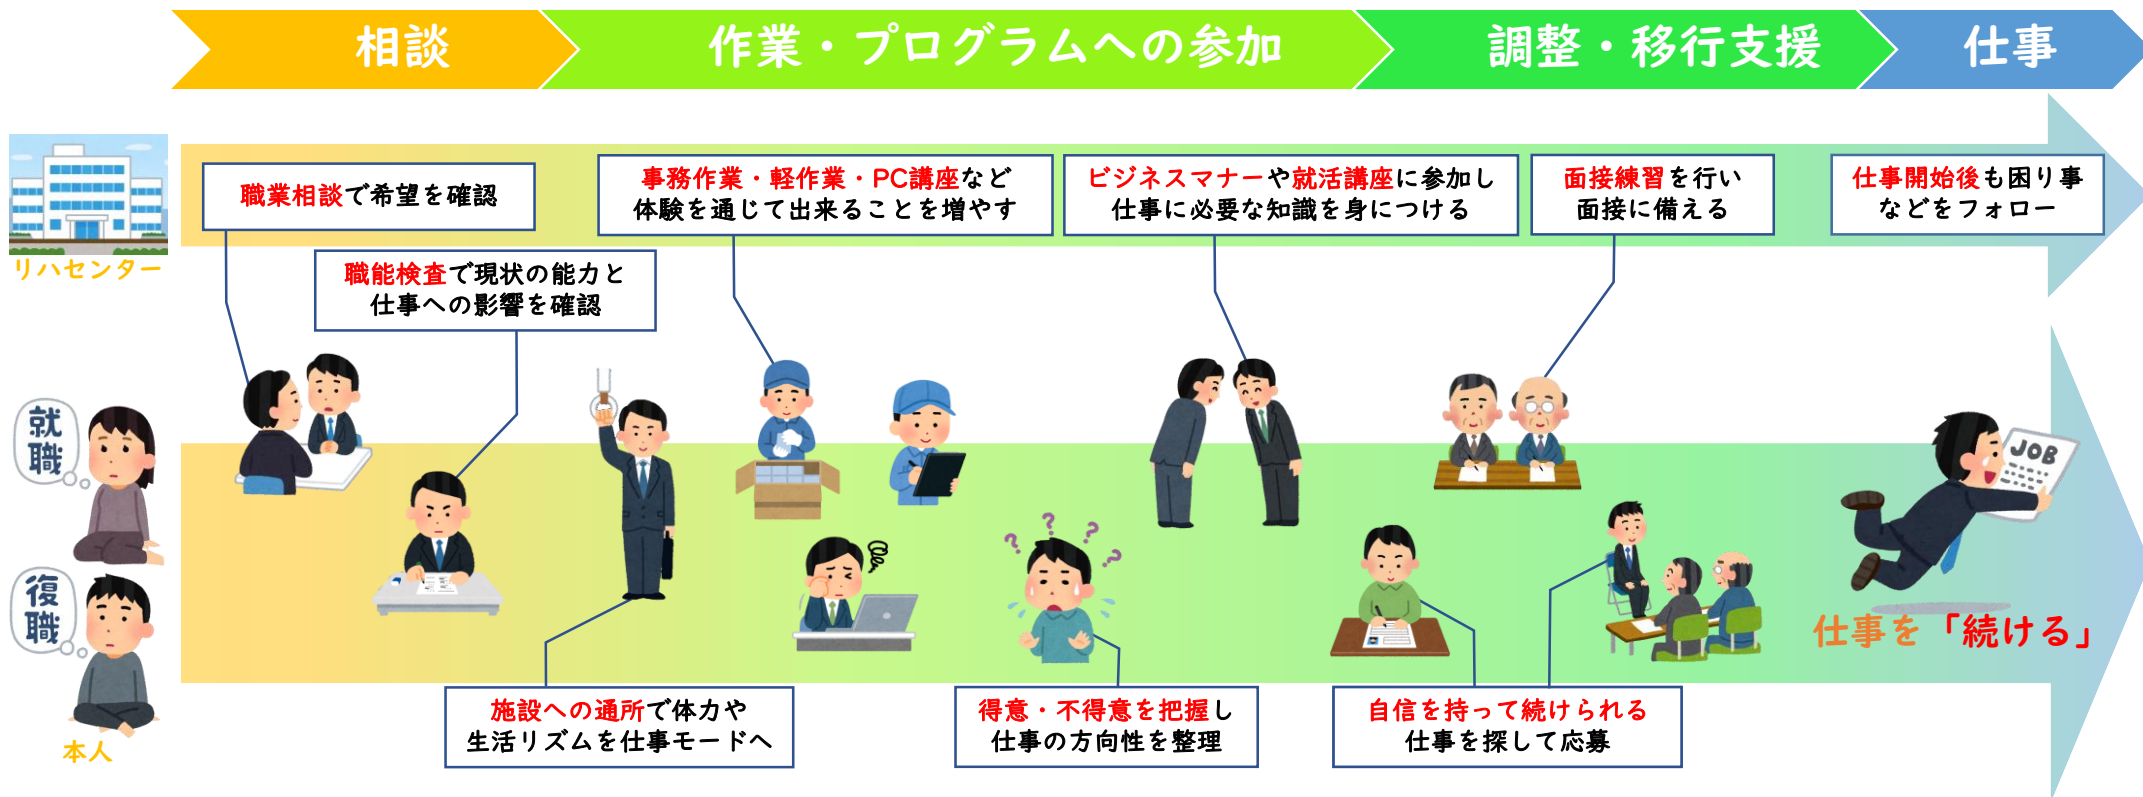 相談
作業・プログラムへの参加
調整・移行支援
仕事
リハセンター
職業相談で希望を確認
職能検査で現状の能力と
仕事への影響を確認
事務作業・軽作業・PC講座など
体験を通じて出来ることを増やす
ビジネスマナーや就活講座に参加し
仕事に必要な知識を身につける
面接練習を行い
面接に備える
仕事開始後も困り事
などをフォロー
就職
復職
本人
JOB
仕事を「続ける」
施設への通所で体力や
生活リズムを仕事モードへ
得意・不得意を把握し
仕事の方向性を整理
自信を持って続けられる
仕事を探して応募